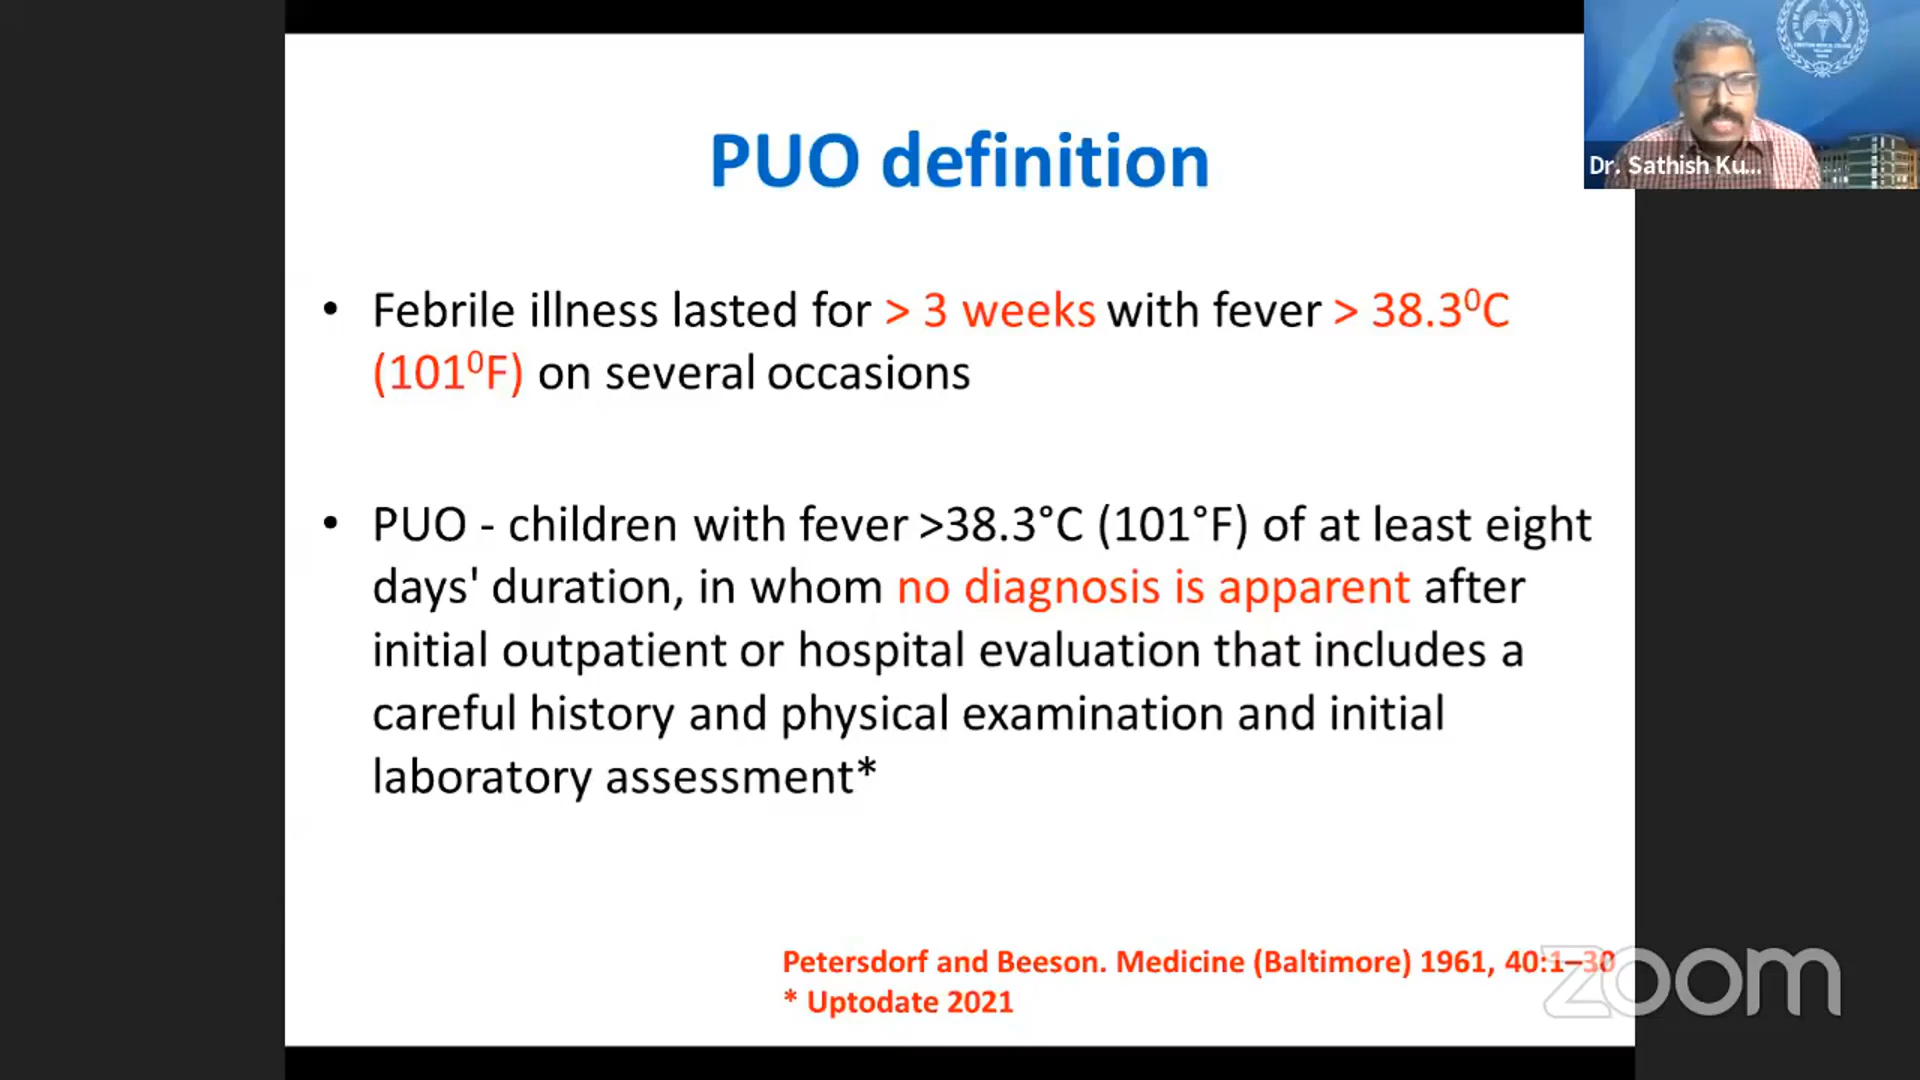 PUO definition
Dr. Sathish Ku...
• Febrile illness lasted for > 3 weeks with fever > 38.3⁰C
(101⁰F) on several occasions
• PUO - children with fever >38.3°C (101°F) of at least eight
days' duration, in whom no diagnosis is apparent after
initial outpatient or hospital evaluation that includes a
careful history and physical examination and initial
laboratory assessment*
Petersdorf and Beeson. Medicine (Baltimore) 1961, 40:1–30
* Uptodate 2021
zoom